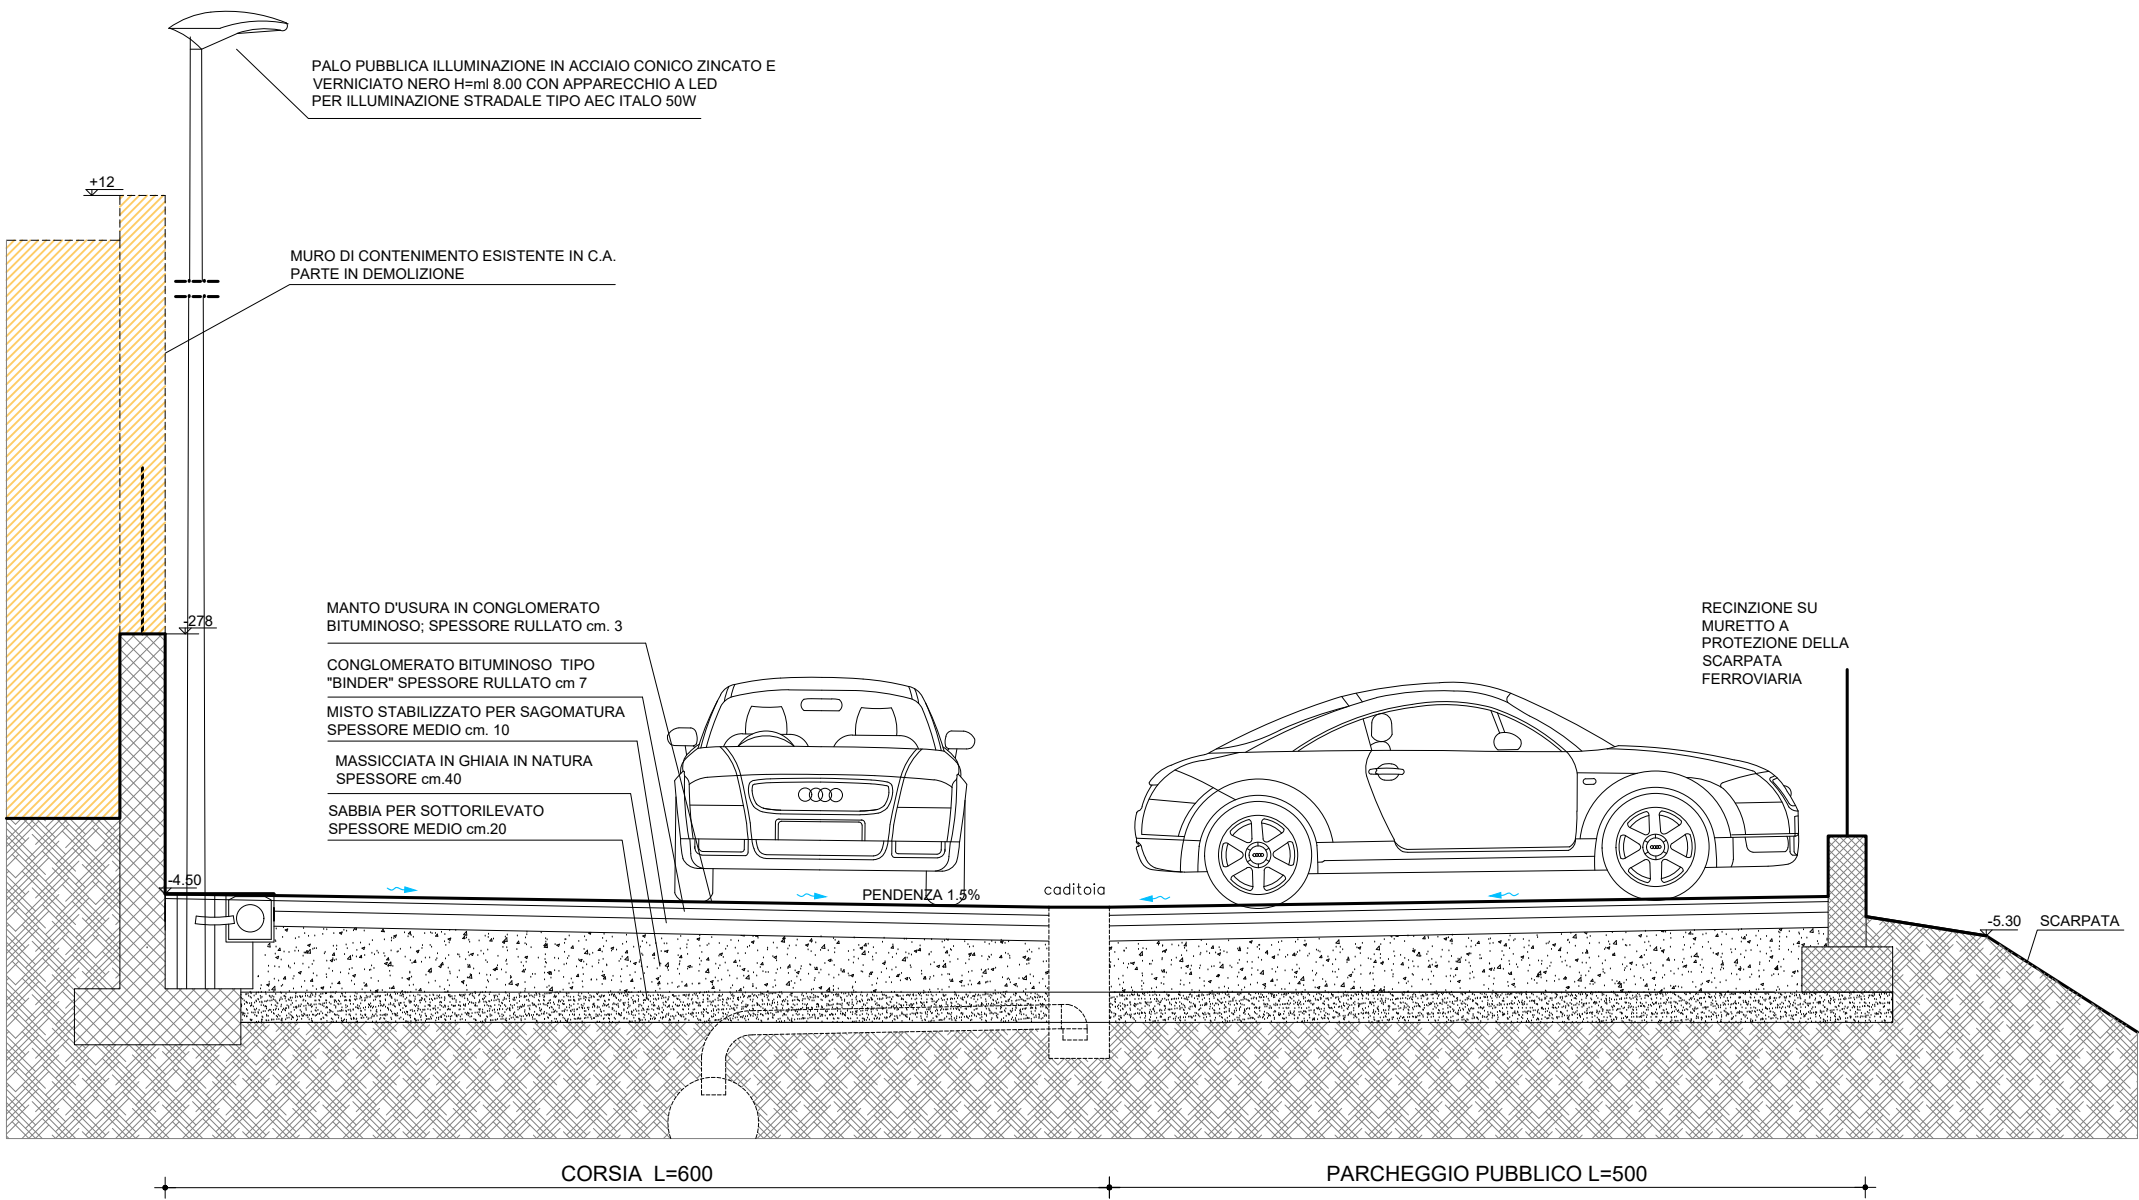 PALO PUBBLICA ILLUMINAZIONE IN ACCIAIO CONICO ZINCATO E
VERNICIATO NERO H=ml 8.00 CON APPARECCHIO A LED
PER ILLUMINAZIONE STRADALE TIPO AEC ITALO 50W
+12
MURO DI CONTENIMENTO ESISTENTE IN C.A.
PARTE IN DEMOLIZIONE
-278
MANTO D'USURA IN CONGLOMERATO
BITUMINOSO; SPESSORE RULLATO cm. 3
CONGLOMERATO BITUMINOSO TIPO
"BINDER" SPESSORE RULLATO cm 7
MISTO STABILIZZATO PER SAGOMATURA
SPESSORE MEDIO cm. 10
MASSICCIATA IN GHIAIA IN NATURA
SPESSORE cm.40
SABBIA PER SOTTORILEVATO
SPESSORE MEDIO cm.20
RECINZIONE SU
MURETTO A
PROTEZIONE DELLA
SCARPATA
FERROVIARIA
-4.50
PENDENZA 1.5%
caditoia
-5.30
SCARPATA
CORSIA L=600
PARCHEGGIO PUBBLICO L=500